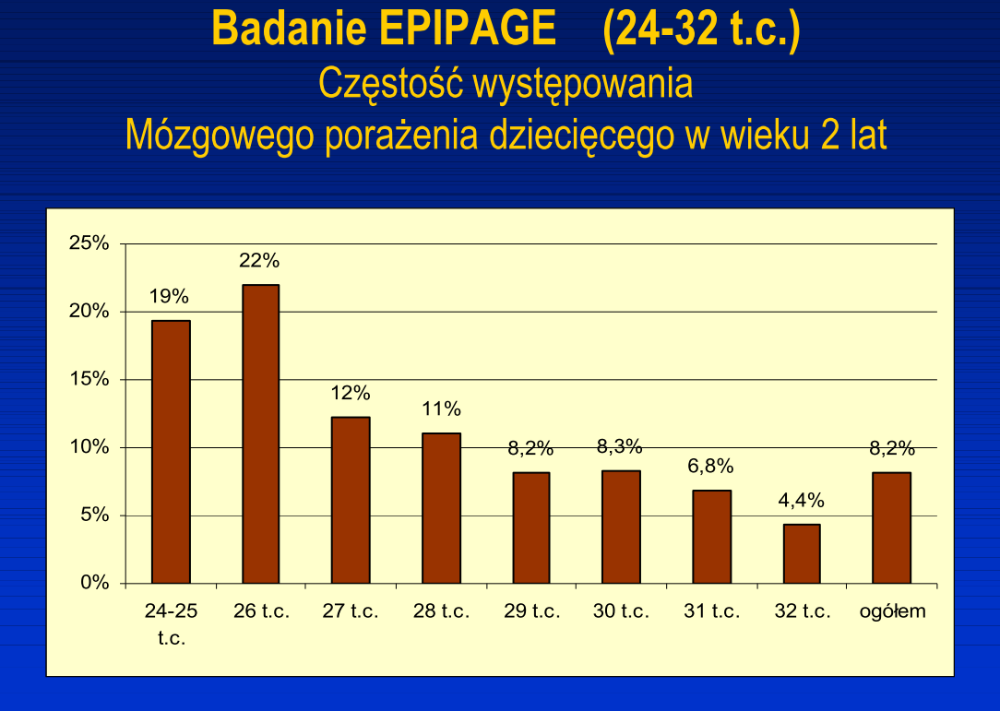 Badanie EPIPAGE (24-32 t.c.)
Częstość występowania
Mózgowego porażenia dziecięcego w wieku 2 lat
25%
20%
15%
10%
5%
0%
19%
22%
12%
11%
8,2%
8,3%
6,8%
4,4%
8,2%
24-25
t.c.
26 t.c.
27 t.c.
28 t.c.
29 t.c.
30 t.c.
31 t.c.
32 t.c.
ogółem